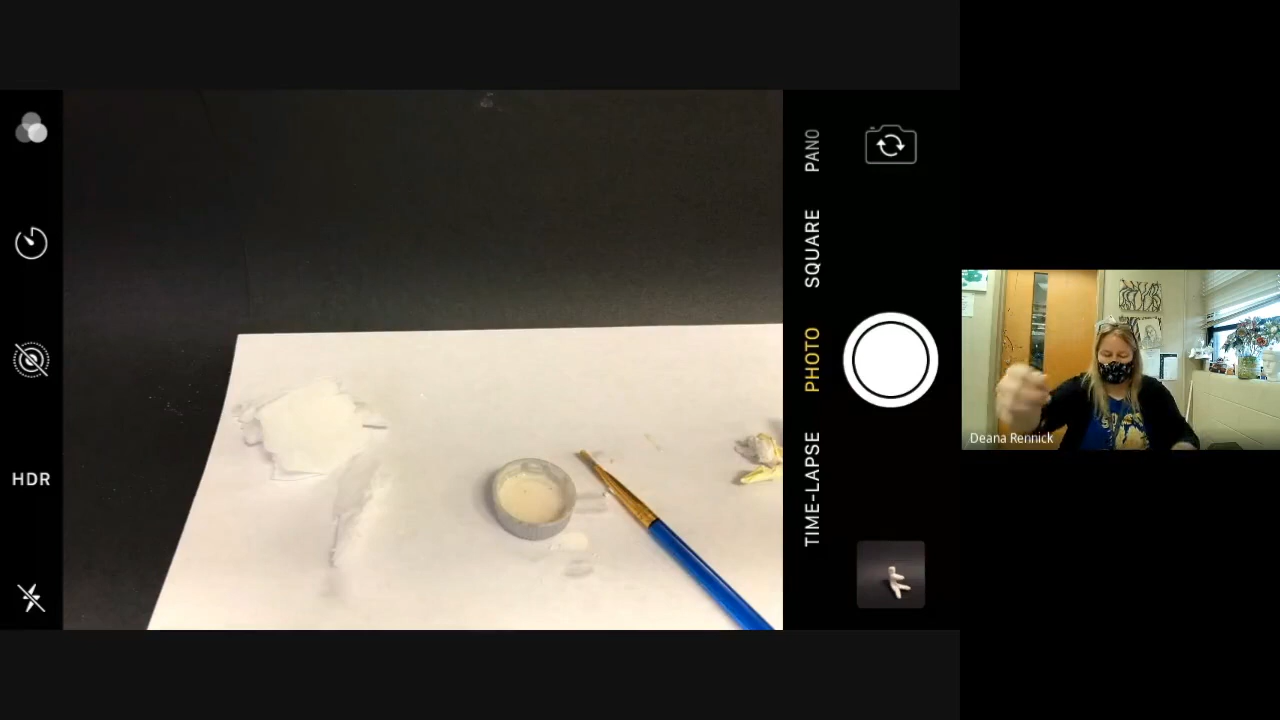 PANO
SQUARE
PHOTO
TIME-LAPSE
HDR
Deana Rennick